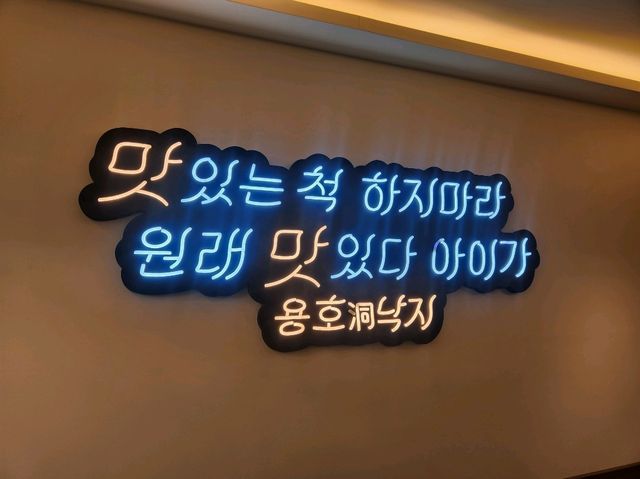 맛있는 척 하지마라
원래 맛있다 아이가
용호洞낙지